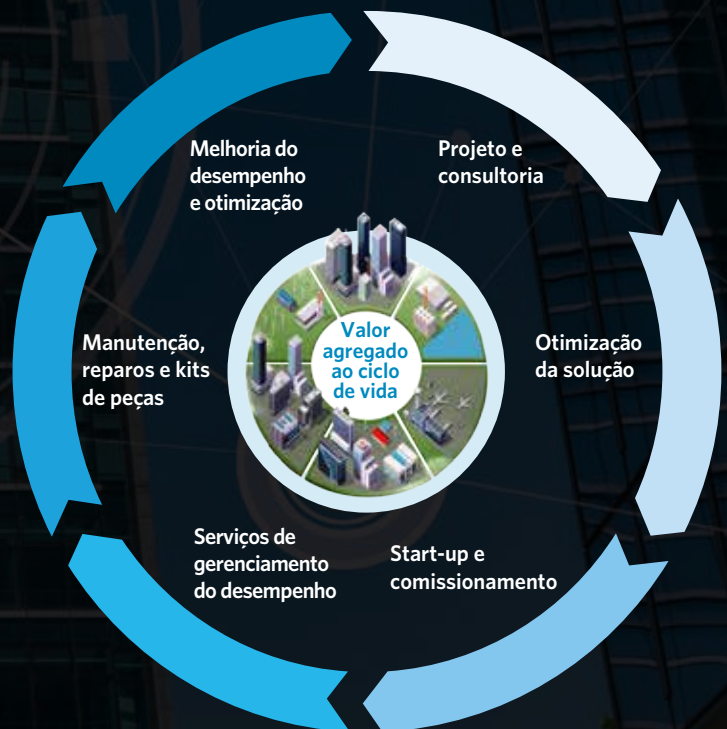 Projeto e
consultoria
Otimização
da solução
Start-up e
comissionamento
Serviços de
gerenciamento
do desempenho
Manutenção,
reparos e kits
de peças
Melhoria do
desempenho
e otimização
Valor
agregado
ao ciclo
de vida